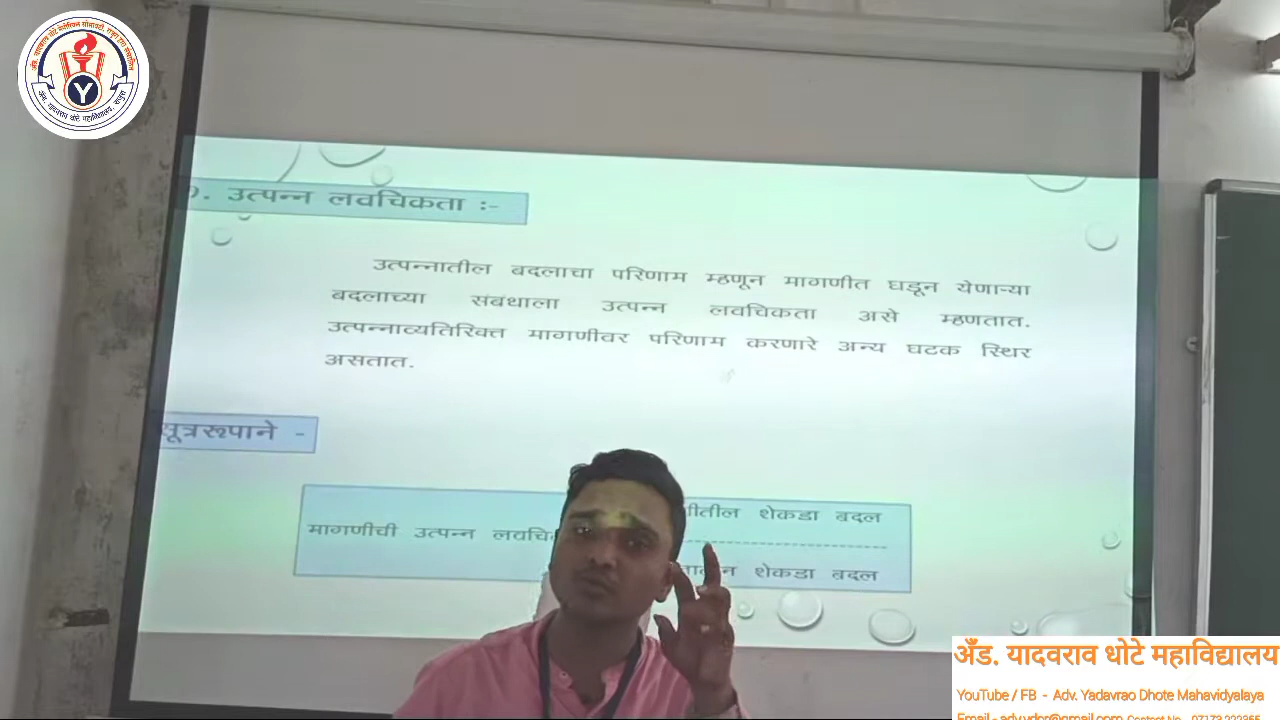 उत्पन्न लवचिकता :-
उत्पन्नातील बदलाचा परिणाम म्हणून मागणीत घडून येणाऱ्या
बदलाच्या संबंधाला उत्पन्न लवचिकता असे म्हणतात.
उत्पन्नाव्यतिरिक्त मागणीवर परिणाम करणारे अन्य घटक स्थिर
असतात.
सूत्ररूपाने -
शेकडा बदल
मागणीची उत्पन्न
शेकडा बदल
Y
अँड. यादवराव धोटे महाविद्यालय
YouTube / FB - Adv. Yadavrao Dhote Mahavidyalaya